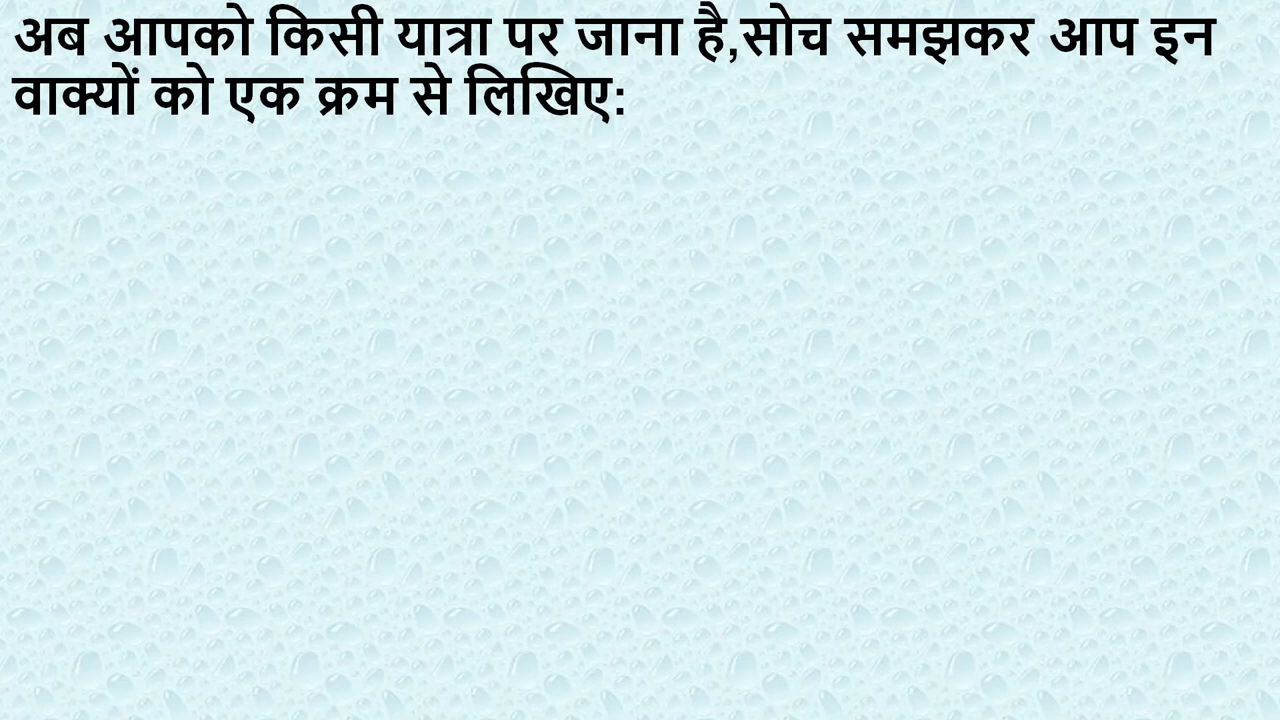 अब आपको किसी यात्रा पर जाना है,सोच समझकर आप इन
वाक्यों को एक क्रम से लिखिए: